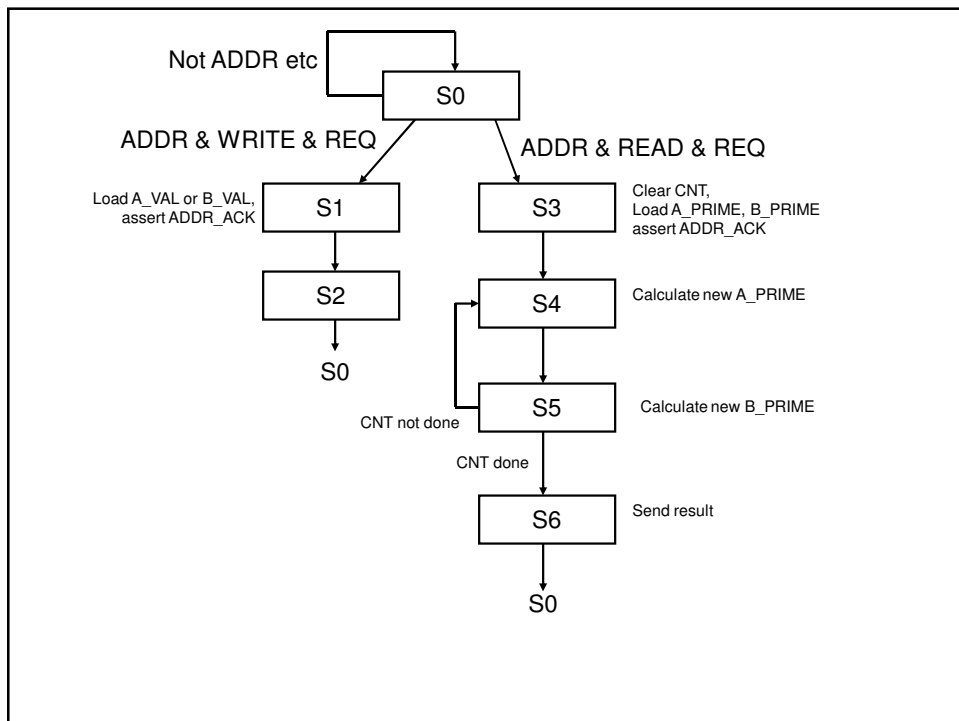 Not ADDR etc
S0
ADDR & WRITE & REQ
ADDR & READ & REQ
Load A_VAL or B_VAL,
assert ADDR_ACK
S1
S3
Clear CNT,
Load A_PRIME, B_PRIME
assert ADDR_ACK
S2
S4
Calculate new A_PRIME
S0
S5
Calculate new B_PRIME
CNT not done
CNT done
S6
Send result
S0